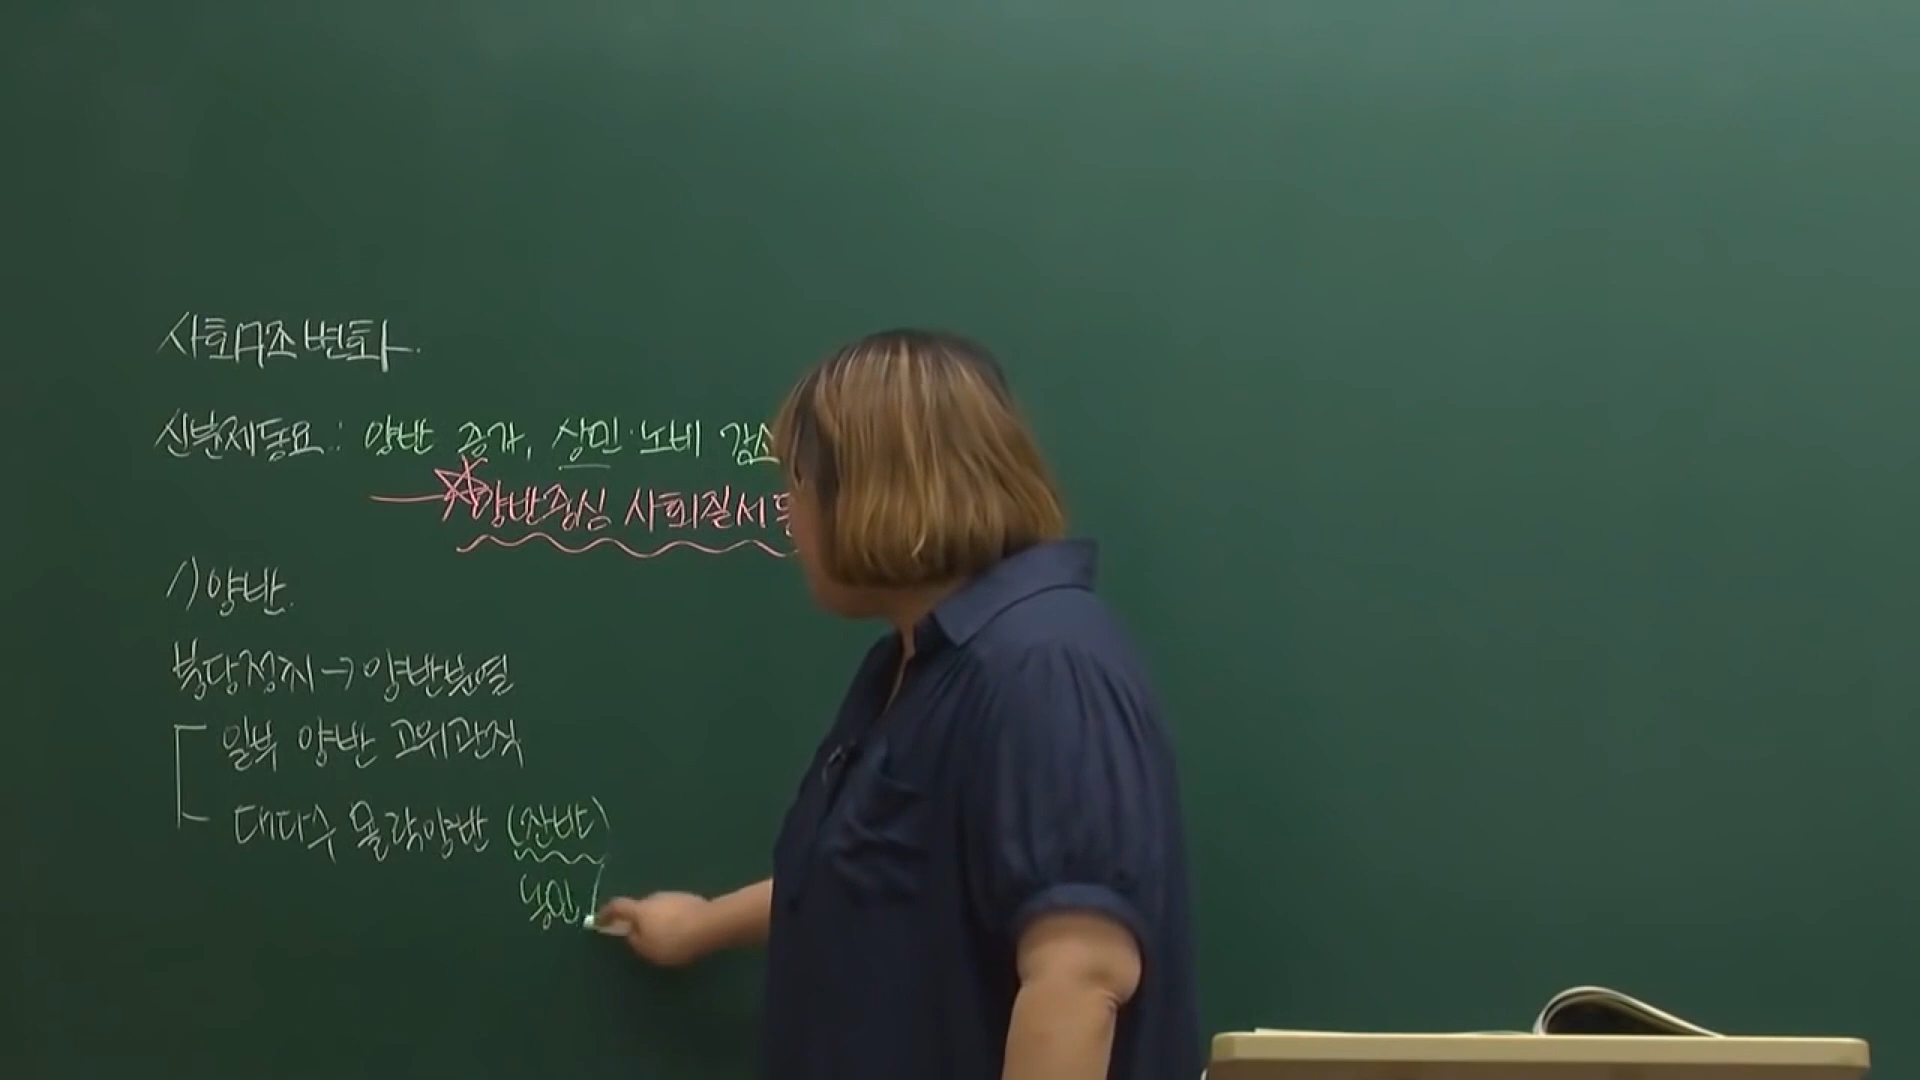 사회구조변화.
신분제동요 : 양반 증가, 상민·노비 감소
→ ☆양반중심 사회질서
1) 양반.
붕당정치→양반분열
일부 양반 고위관직
대다수 몰락양반 (잔반)
농민